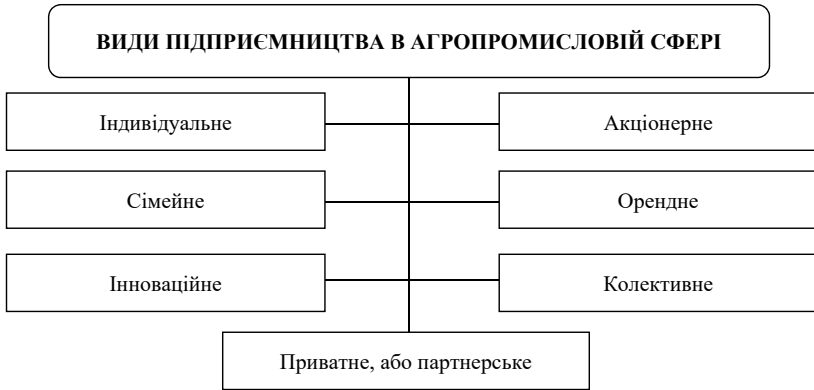 ВИДИ ПІДПРИЄМНИЦТВА В АГРОПРОМИСЛОВІЙ СФЕРІ
Індивідуальне
Акціонерне
Сімейне
Орендне
Інноваційне
Колективне
Приватне, або партнерське